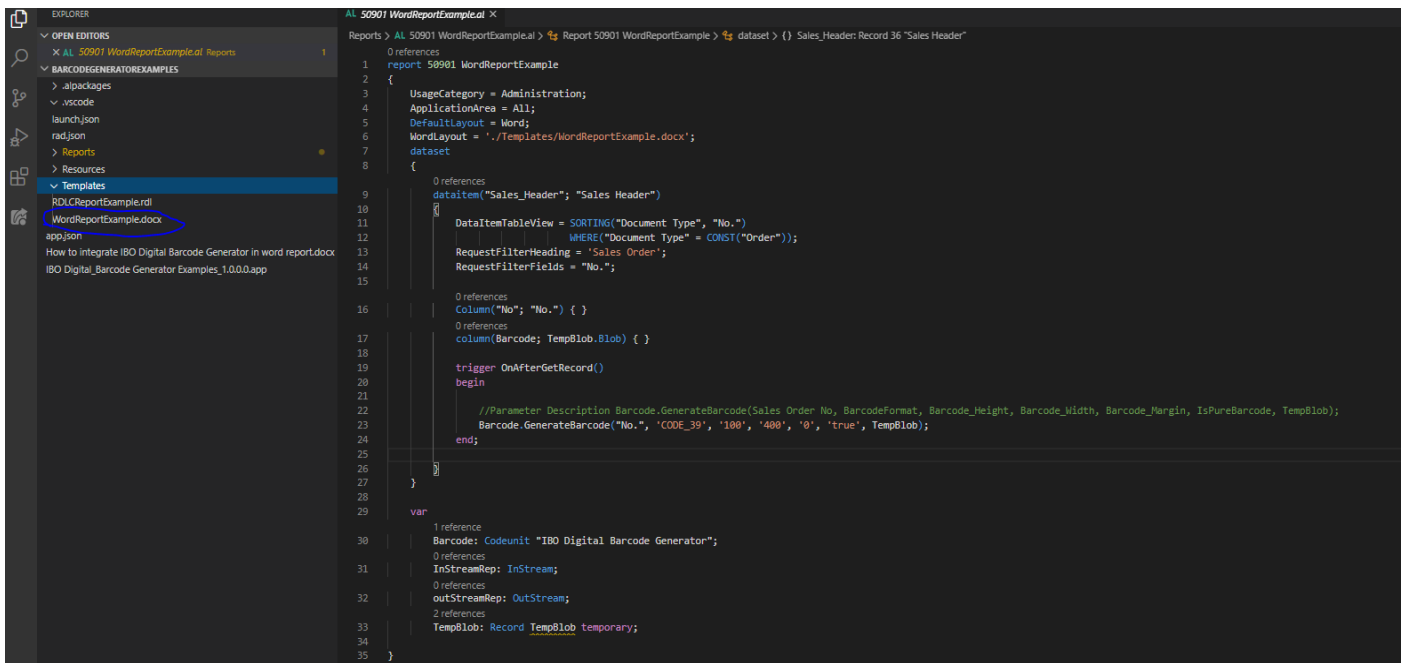 EXPLORER
OPEN EDITORS
AL 50901 WordReportExample.al Reports 1
BARCODEGENERATOREXAMPLES
.alpackages
.vscode
launch.json
rad.json
Reports
Resources
Templates
RDLCReportExample.rdl
WordReportExample.docx
app.json
How to integrate IBO Digital Barcode Generator in word report.docx
IBO Digital_Barcode Generator Examples_1.0.0.0.app
AL 50901 WordReportExample.al
Reports > AL 50901 WordReportExample.al > Report 50901 WordReportExample > dataset > {} Sales_Header: Record 36 "Sales Header"
0 references
1 report 50901 WordReportExample
2 {
3 UsageCategory = Administration;
4 ApplicationArea = All;
5 DefaultLayout = Word;
6 WordLayout = './Templates/WordReportExample.docx';
7 dataset
8 {
0 references
9 dataitem("Sales_Header"; "Sales Header")
10 {
11 DataItemTableView = SORTING("Document Type", "No.")
12 WHERE("Document Type" = CONST("Order"));
13 RequestFilterHeading = 'Sales Order';
14 RequestFilterFields = "No.";
15
0 references
16 Column("No"; "No.") { }
0 references
17 column(Barcode; TempBlob.Blob) { }
18
19 trigger OnAfterGetRecord()
20 begin
21
22 //Parameter Description Barcode.GenerateBarcode(Sales Order No, BarcodeFormat, Barcode_Height, Barcode_Width, Barcode_Margin, IsPureBarcode, TempBlob);
23 Barcode.GenerateBarcode("No.", 'CODE_39', '100', '400', '0', 'true', TempBlob);
24 end;
25
26 }
27 }
28
29 var
1 reference
30 Barcode: Codeunit "IBO Digital Barcode Generator";
0 references
31 InStreamRep: InStream;
0 references
32 outStreamRep: OutStream;
2 references
33 TempBlob: Record TempBlob temporary;
34
35 }